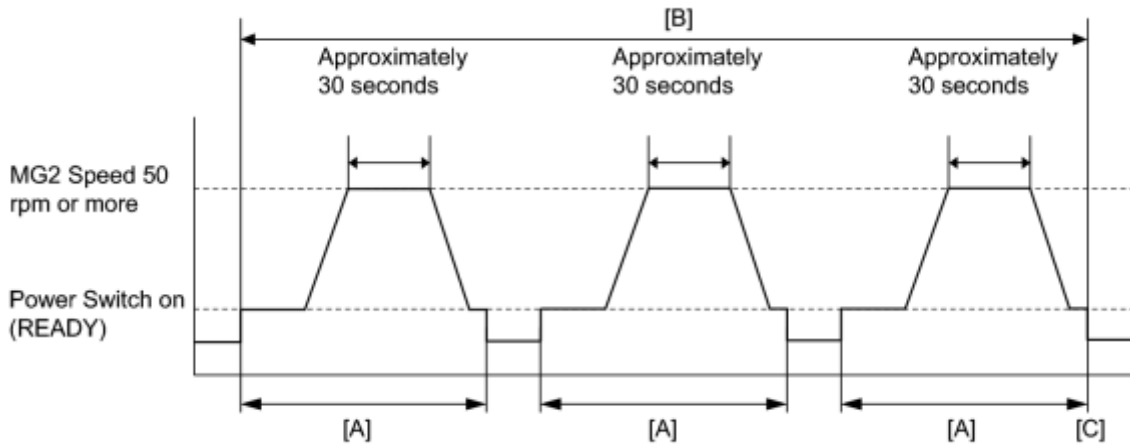 [B]
Approximately
30 seconds
Approximately
30 seconds
Approximately
30 seconds
MG2 Speed 50
rpm or more
Power Switch on
(READY)
[A]
[A]
[A]
[C]